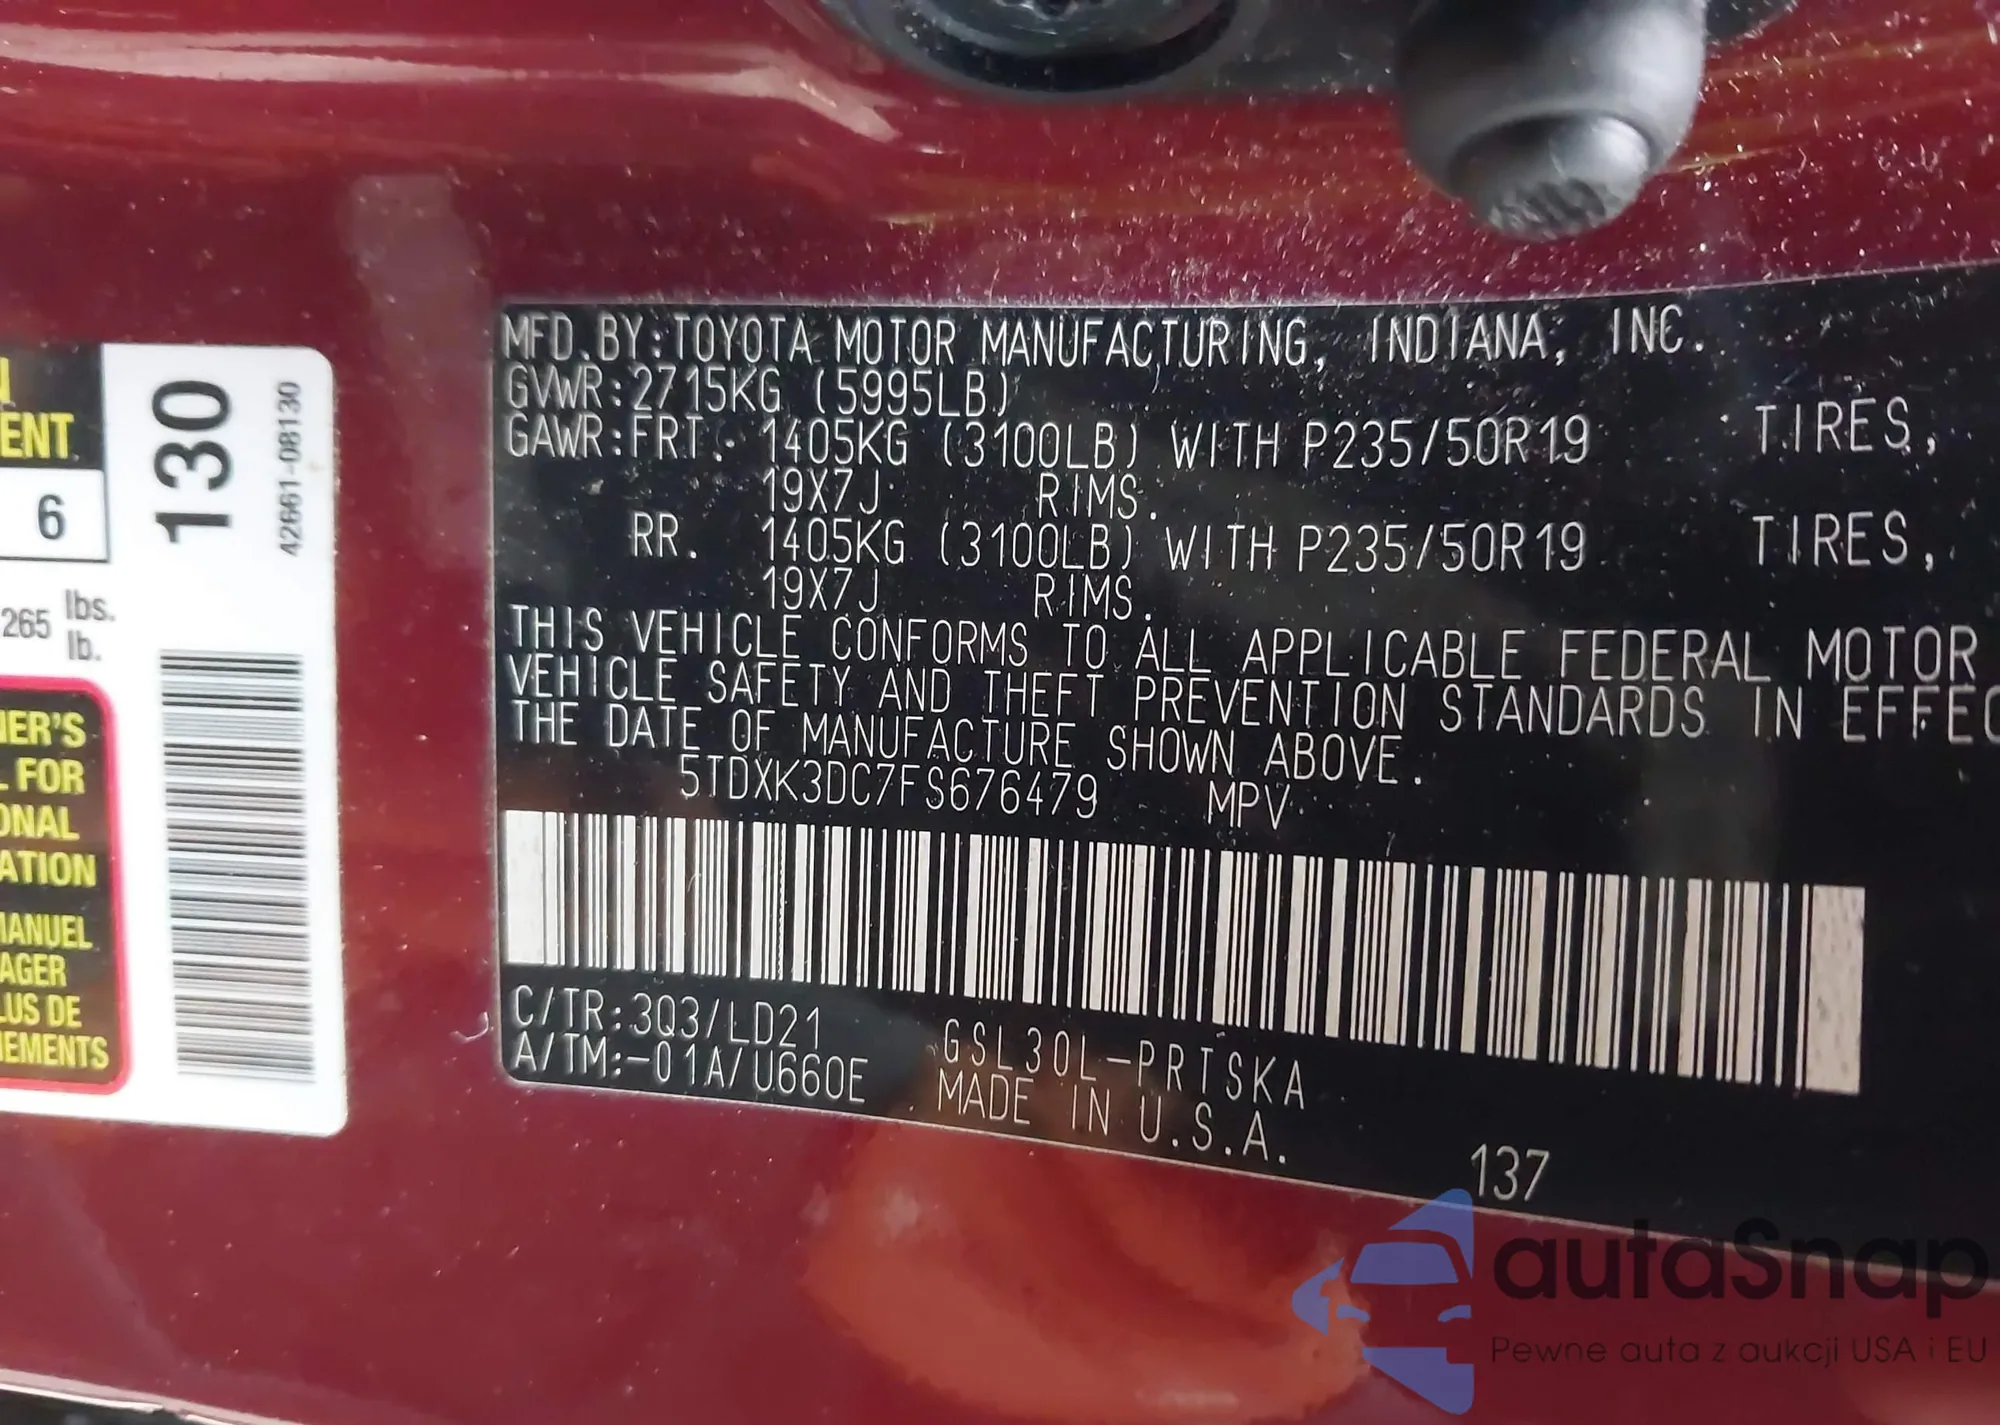 MFD.BY:TOYOTA MOTOR MANUFACTURING, INDIANA, INC.
GVWR:2715KG (5995LB)
GAWR:FRT. 1405KG (3100LB) WITH P235/50R19 TIRES,
19X7J RIMS.
RR. 1405KG (3100LB) WITH P235/50R19 TIRES,
19X7J RIMS.
THIS VEHICLE CONFORMS TO ALL APPLICABLE FEDERAL MOTOR
VEHICLE SAFETY AND THEFT PREVENTION STANDARDS IN EFFEC
THE DATE OF MANUFACTURE SHOWN ABOVE.
5TDXK3DC7FS676479 MPV
C/TR:3Q3/LD21
A/TM:-01A/U660E
GSL30L-PRTSKA
MADE IN U.S.A.
137
N
ENT
6
265 lbs.
lb.
NER'S
L FOR
ONAL
ATION
MANUEL
AGER
LUS DE
NEMENTS
130
42661-08130
autaSnap
Pewne auta z aukcji USA i EU